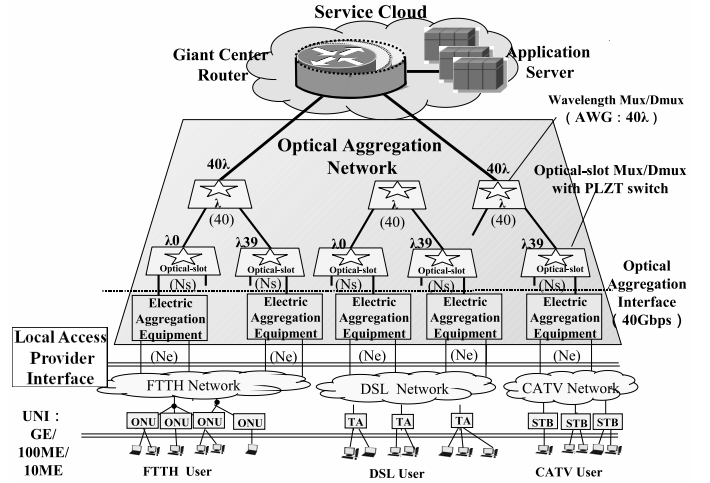 Service Cloud
Giant Center
Router
Application
Server
Wavelength Mux/Dmux
( AWG : 40λ )
Optical Aggregation
Network
40λ
40λ
Optical-slot Mux/Dmux
with PLZT switch
λ
λ
λ
(40)
(40)
(40)
λ0
λ39
λ0
λ39
λ39
Optical-slot
Optical-slot
Optical-slot
Optical-slot
Optical-slot
(Ns)
(Ns)
(Ns)
(Ns)
(Ns)
Optical
Aggregation
Interface
( 40Gbps )
Electric
Aggregation
Equipment
Electric
Aggregation
Equipment
Electric
Aggregation
Equipment
Electric
Aggregation
Equipment
Electric
Aggregation
Equipment
Local Access
Provider
Interface
(Ne)
(Ne)
(Ne)
(Ne)
(Ne)
FTTH Network
DSL Network
CATV Network
UNI :
GE/
100ME/
10ME
ONU
ONU
ONU
ONU
TA
TA
TA
STB
STB
STB
FTTH User
DSL User
CATV User